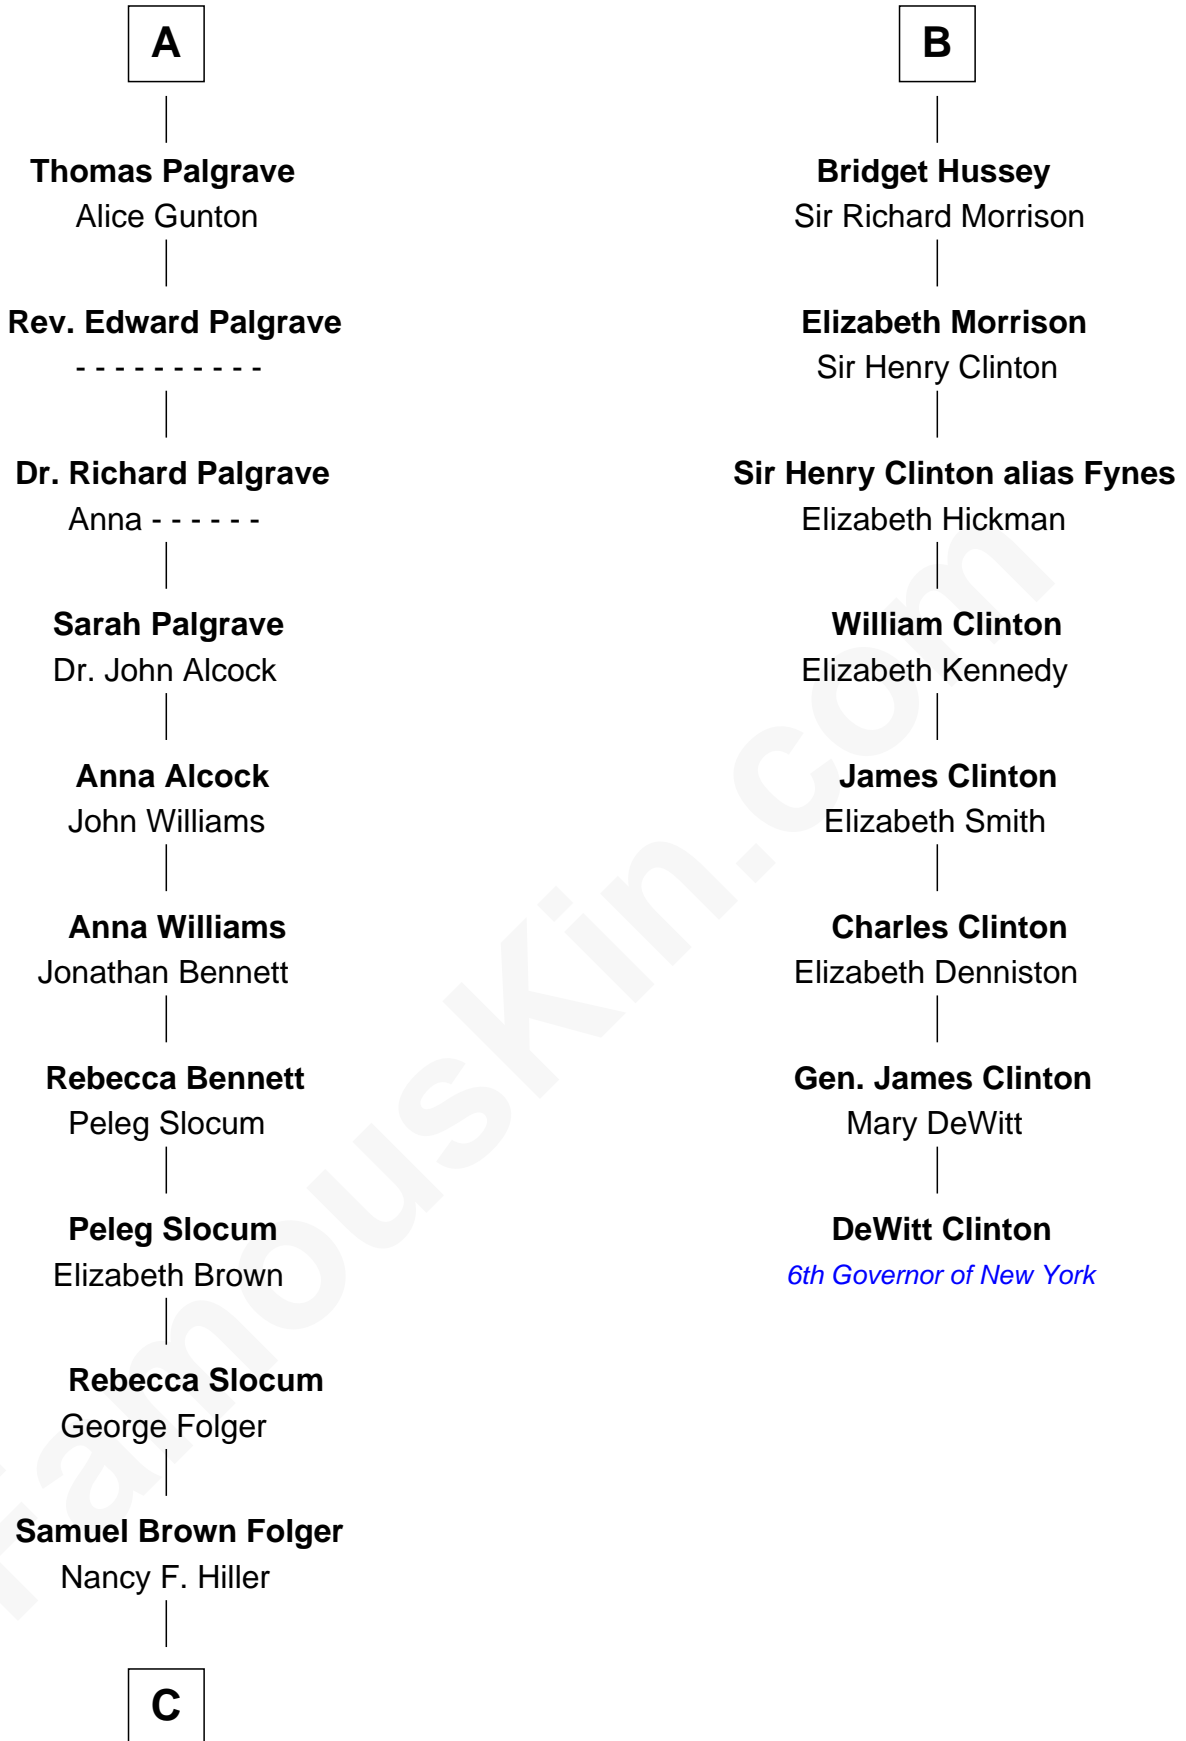 A
Thomas Palgrave
Alice Gunton
Rev. Edward Palgrave
- - - - - - - - - -
Dr. Richard Palgrave
Anna - - - - - -
Sarah Palgrave
Dr. John Alcock
Anna Alcock
John Williams
Anna Williams
Jonathan Bennett
Rebecca Bennett
Peleg Slocum
Peleg Slocum
Elizabeth Brown
Rebecca Slocum
George Folger
Samuel Brown Folger
Nancy F. Hiller
C
B
Bridget Hussey
Sir Richard Morrison
Elizabeth Morrison
Sir Henry Clinton
Sir Henry Clinton alias Fynes
Elizabeth Hickman
William Clinton
Elizabeth Kennedy
James Clinton
Elizabeth Smith
Charles Clinton
Elizabeth Denniston
Gen. James Clinton
Mary DeWitt
DeWitt Clinton
6th Governor of New York
FamousKin.com